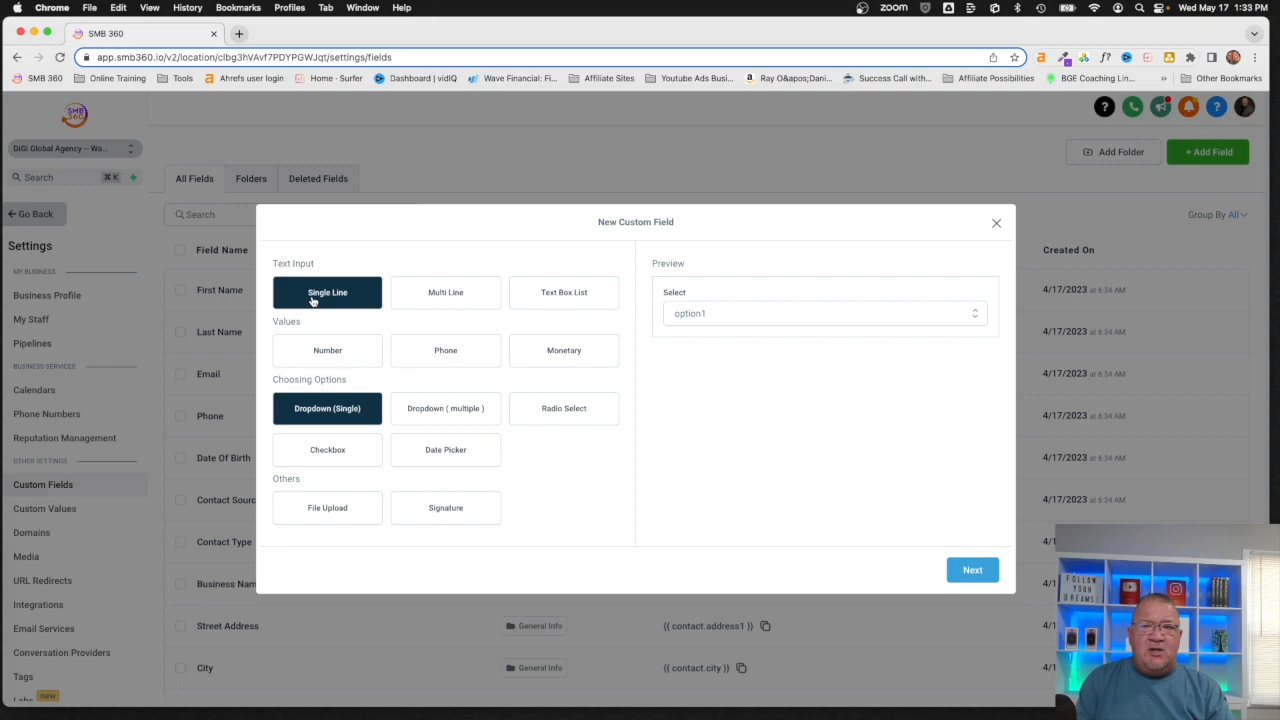 Chrome File Edit View History Bookmarks Profiles Tab Window Help
ZOOM
Wed May 17 1:33 PM
SMB 360
app.smb360.io/v2/location/clbg3hVAvf7PDYPGWJqt/settings/fields
SMB 360 Online Training Tools Ahrefs user login Home · Surfer Dashboard | vidIQ Wave Financial: Fi... Affiliate Sites Youtube Ads Busi... Ray O&apos;Dani... Success Call with... Affiliate Possibilities BGE Coaching Lin... » Other Bookmarks
SMB
360
DiGi Global Agency -- Wa...
Add Folder
+ Add Field
Search ⌘ K
All Fields Folders Deleted Fields
Go Back
Search
Group By All
New Custom Field
Settings
Field Name
Created On
MY BUSINESS
Business Profile
My Staff
Pipelines
BUSINESS SERVICES
Calendars
Phone Numbers
Reputation Management
OTHER SETTINGS
Custom Fields
Custom Values
Domains
Media
URL Redirects
Integrations
Email Services
Conversation Providers
Tags
Labs new
First Name
Last Name
Email
Phone
Date Of Birth
Contact Sourc
Contact Type
Business Nam
Street Address General Info {{ contact.address1 }}
City General Info {{ contact.city }}
Text Input
Single Line Multi Line Text Box List
Values
Number Phone Monetary
Choosing Options
Dropdown (Single) Dropdown ( multiple ) Radio Select
Checkbox Date Picker
Others
File Upload Signature
Preview
Select
option1
Next
4/17/2023 at 6:34 AM
4/17/2023 at 6:34 AM
4/17/2023 at 6:34 AM
4/17/2023 at 6:34 AM
4/17/2023 at 6:34 AM
4/17/2023 at 6:34 AM
4/1
4/1
4/1
4/1
FOLLOW
YOUR
DREAMS!